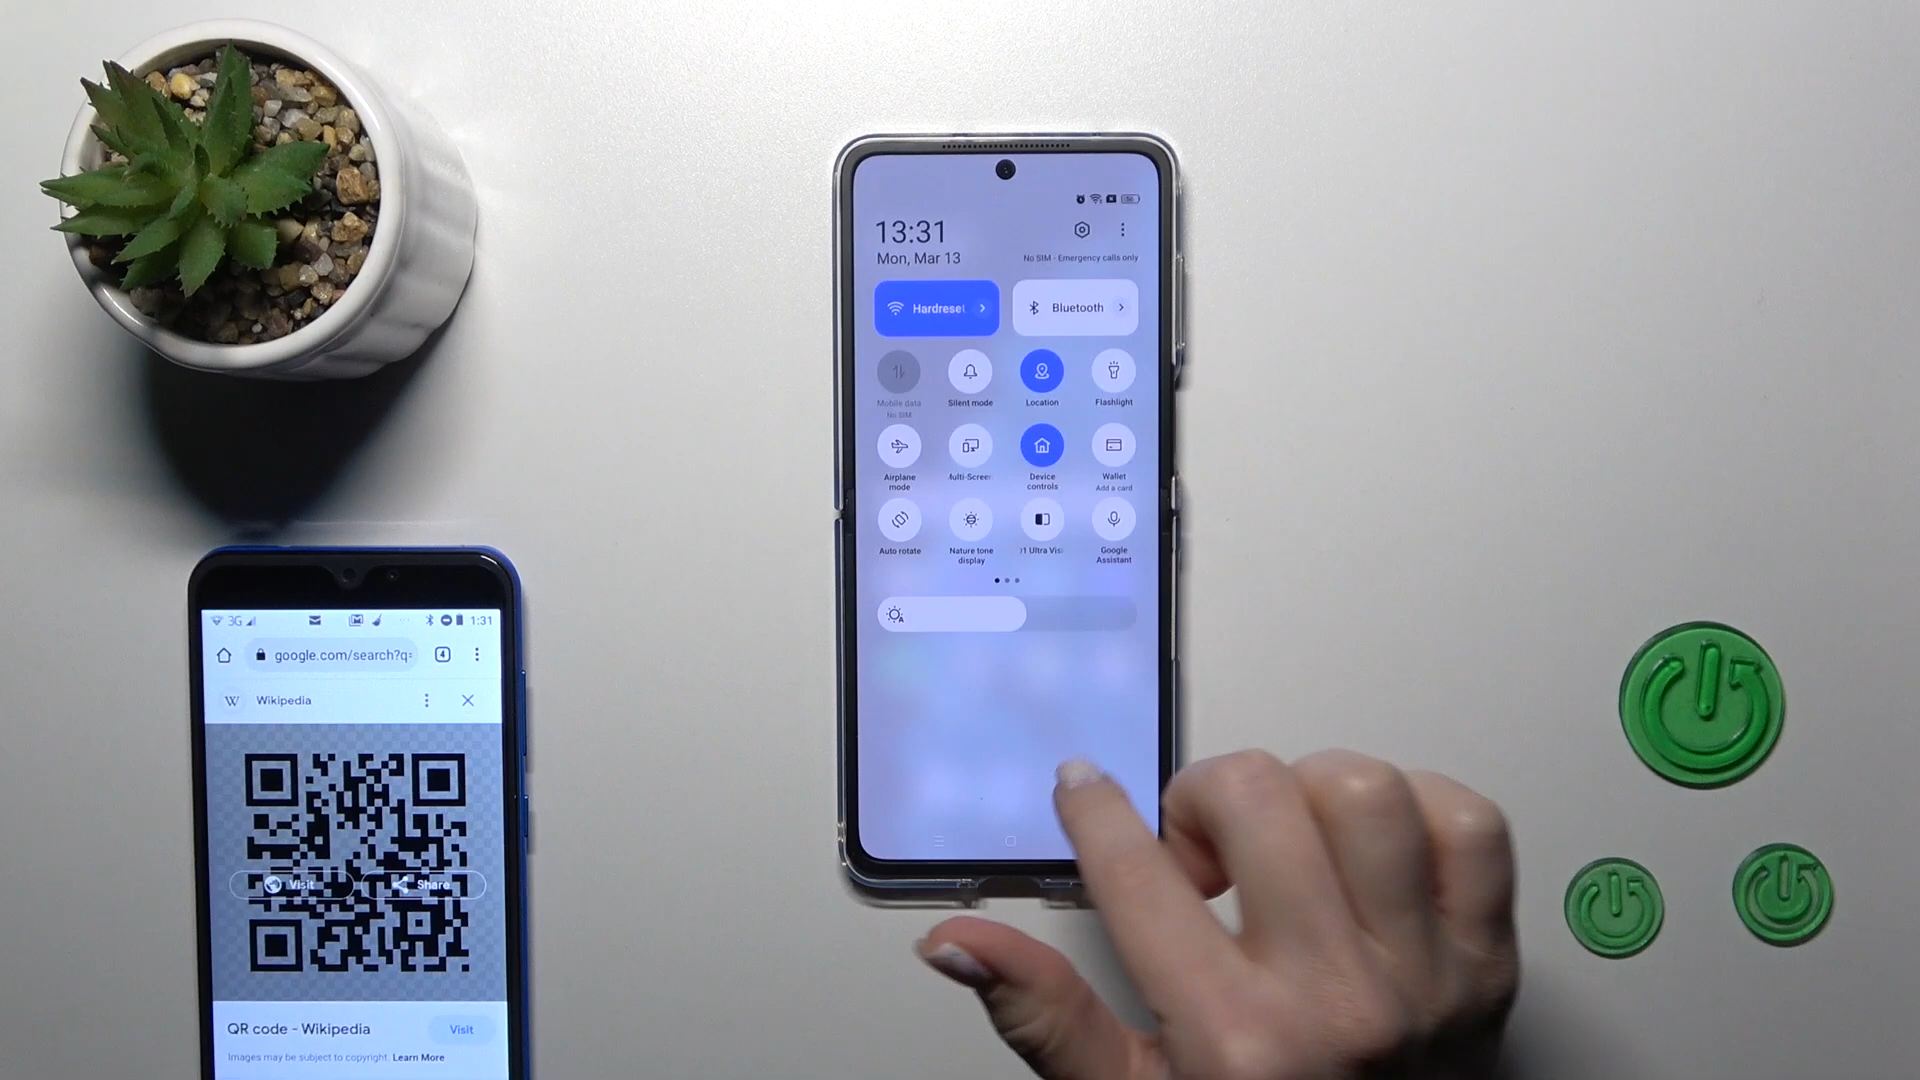 13:31
Mon, Mar 13
No SIM - Emergency calls only
Hardreset
Bluetooth
Mobile data
No SIM
Silent mode
Location
Flashlight
Airplane mode
Multi-Screen
Device controls
Wallet
Add a card
Auto rotate
Nature tone display
O1 Ultra Visi
Google Assistant
3G
1:31
google.com/search?q=
4
W
Wikipedia
Visit
Share
QR code - Wikipedia
Visit
Images may be subject to copyright. Learn More